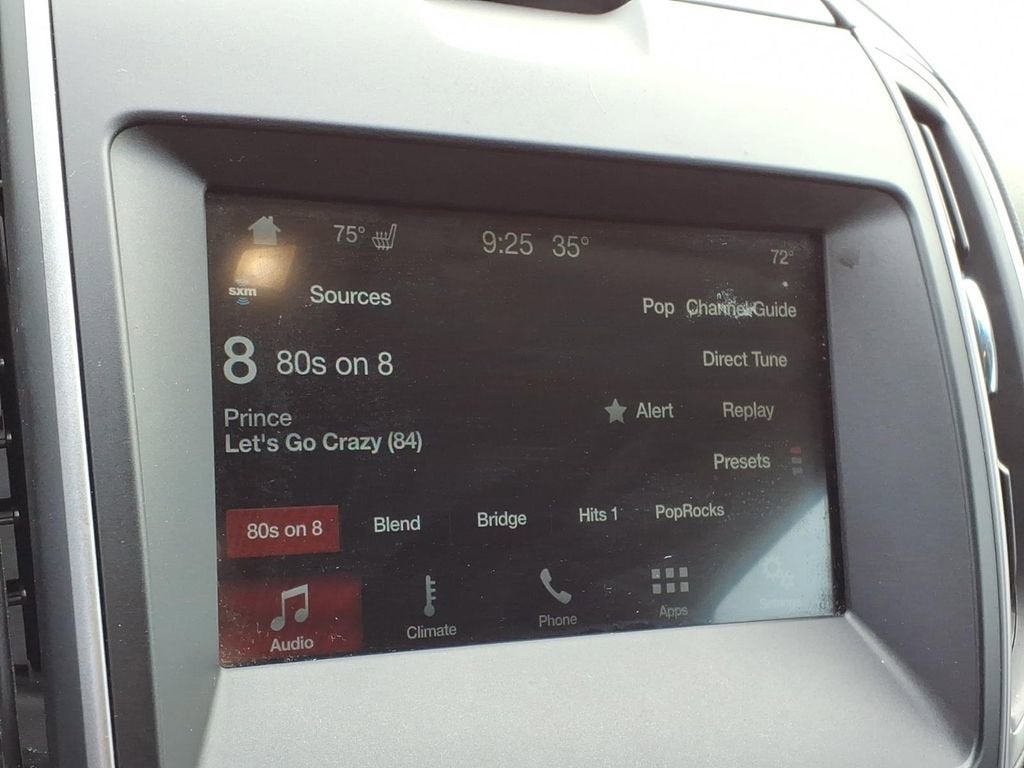 75° 9:25 35° 72°
sxm Sources Pop Channel Guide
8 80s on 8 Direct Tune
Prince Alert Replay
Let's Go Crazy (84)
Presets
80s on 8 Blend Bridge Hits 1 PopRocks
Audio Climate Phone Apps